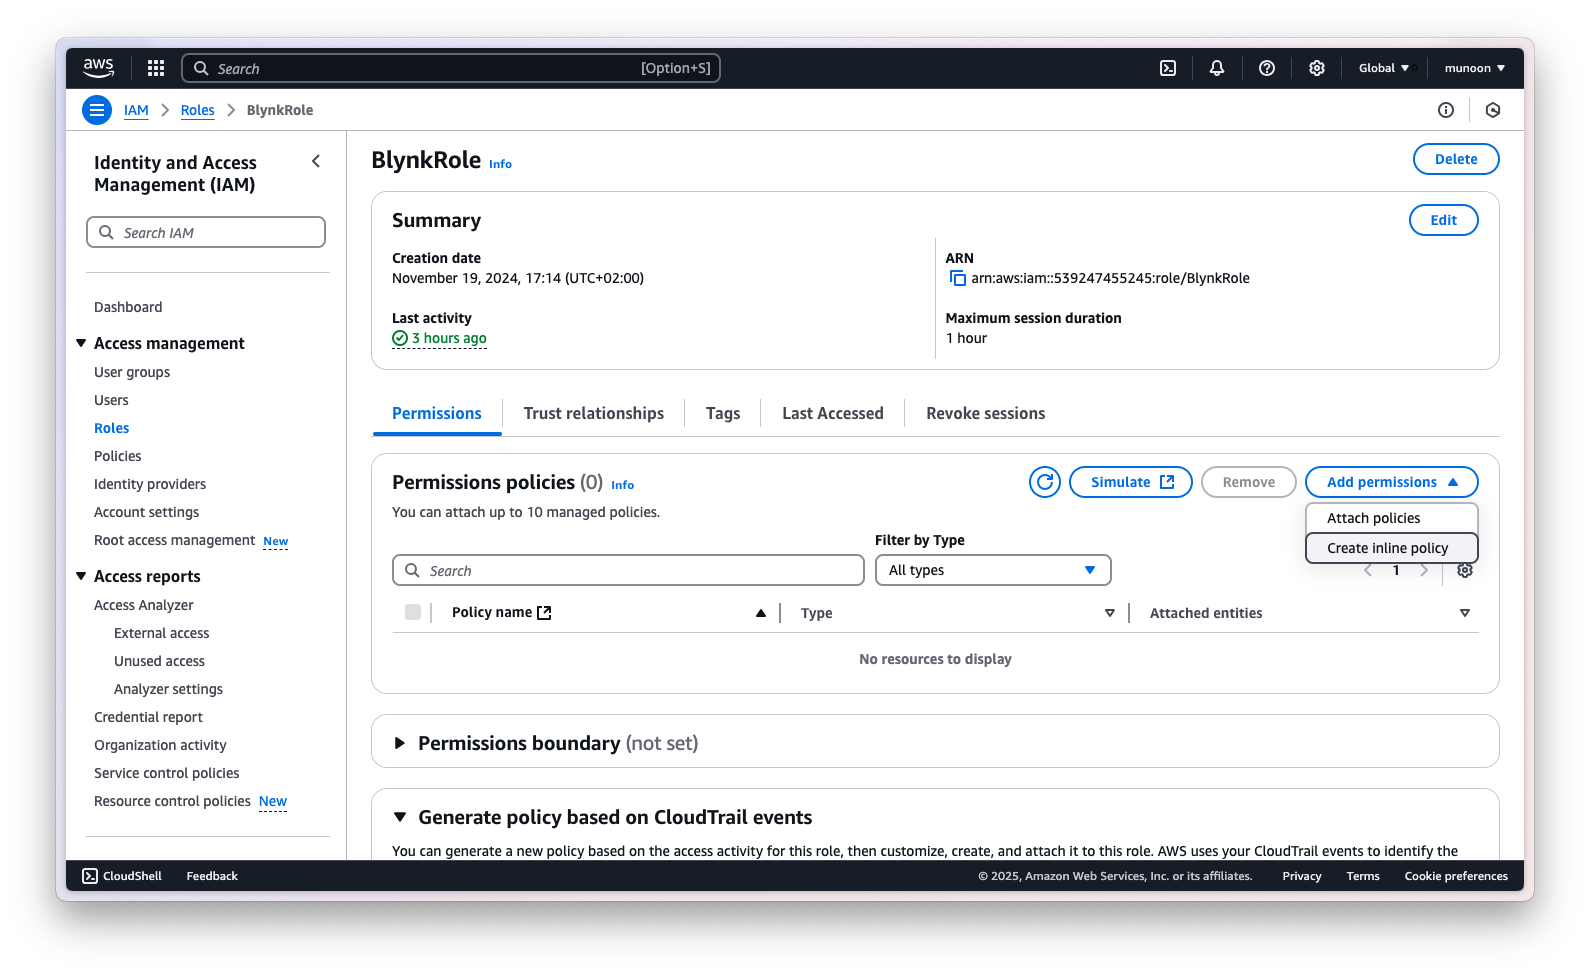 aws
Search [Option+S]
Global
munoon
IAM
Roles
BlynkRole
Identity and Access
Management (IAM)
Search IAM
Dashboard
Access management
User groups
Users
Roles
Policies
Identity providers
Account settings
Root access management New
Access reports
Access Analyzer
External access
Unused access
Analyzer settings
Credential report
Organization activity
Service control policies
Resource control policies New
BlynkRole Info
Delete
Summary
Edit
Creation date
November 19, 2024, 17:14 (UTC+02:00)
ARN
arn:aws:iam::539247455245:role/BlynkRole
Last activity
3 hours ago
Maximum session duration
1 hour
Permissions
Trust relationships
Tags
Last Accessed
Revoke sessions
Permissions policies (0) Info
Simulate
Remove
Add permissions
You can attach up to 10 managed policies.
Attach policies
Create inline policy
Filter by Type
Search
All types
1
Policy name
Type
Attached entities
No resources to display
Permissions boundary (not set)
Generate policy based on CloudTrail events
You can generate a new policy based on the access activity for this role, then customize, create, and attach it to this role. AWS uses your CloudTrail events to identify the
CloudShell
Feedback
© 2025, Amazon Web Services, Inc. or its affiliates.
Privacy
Terms
Cookie preferences